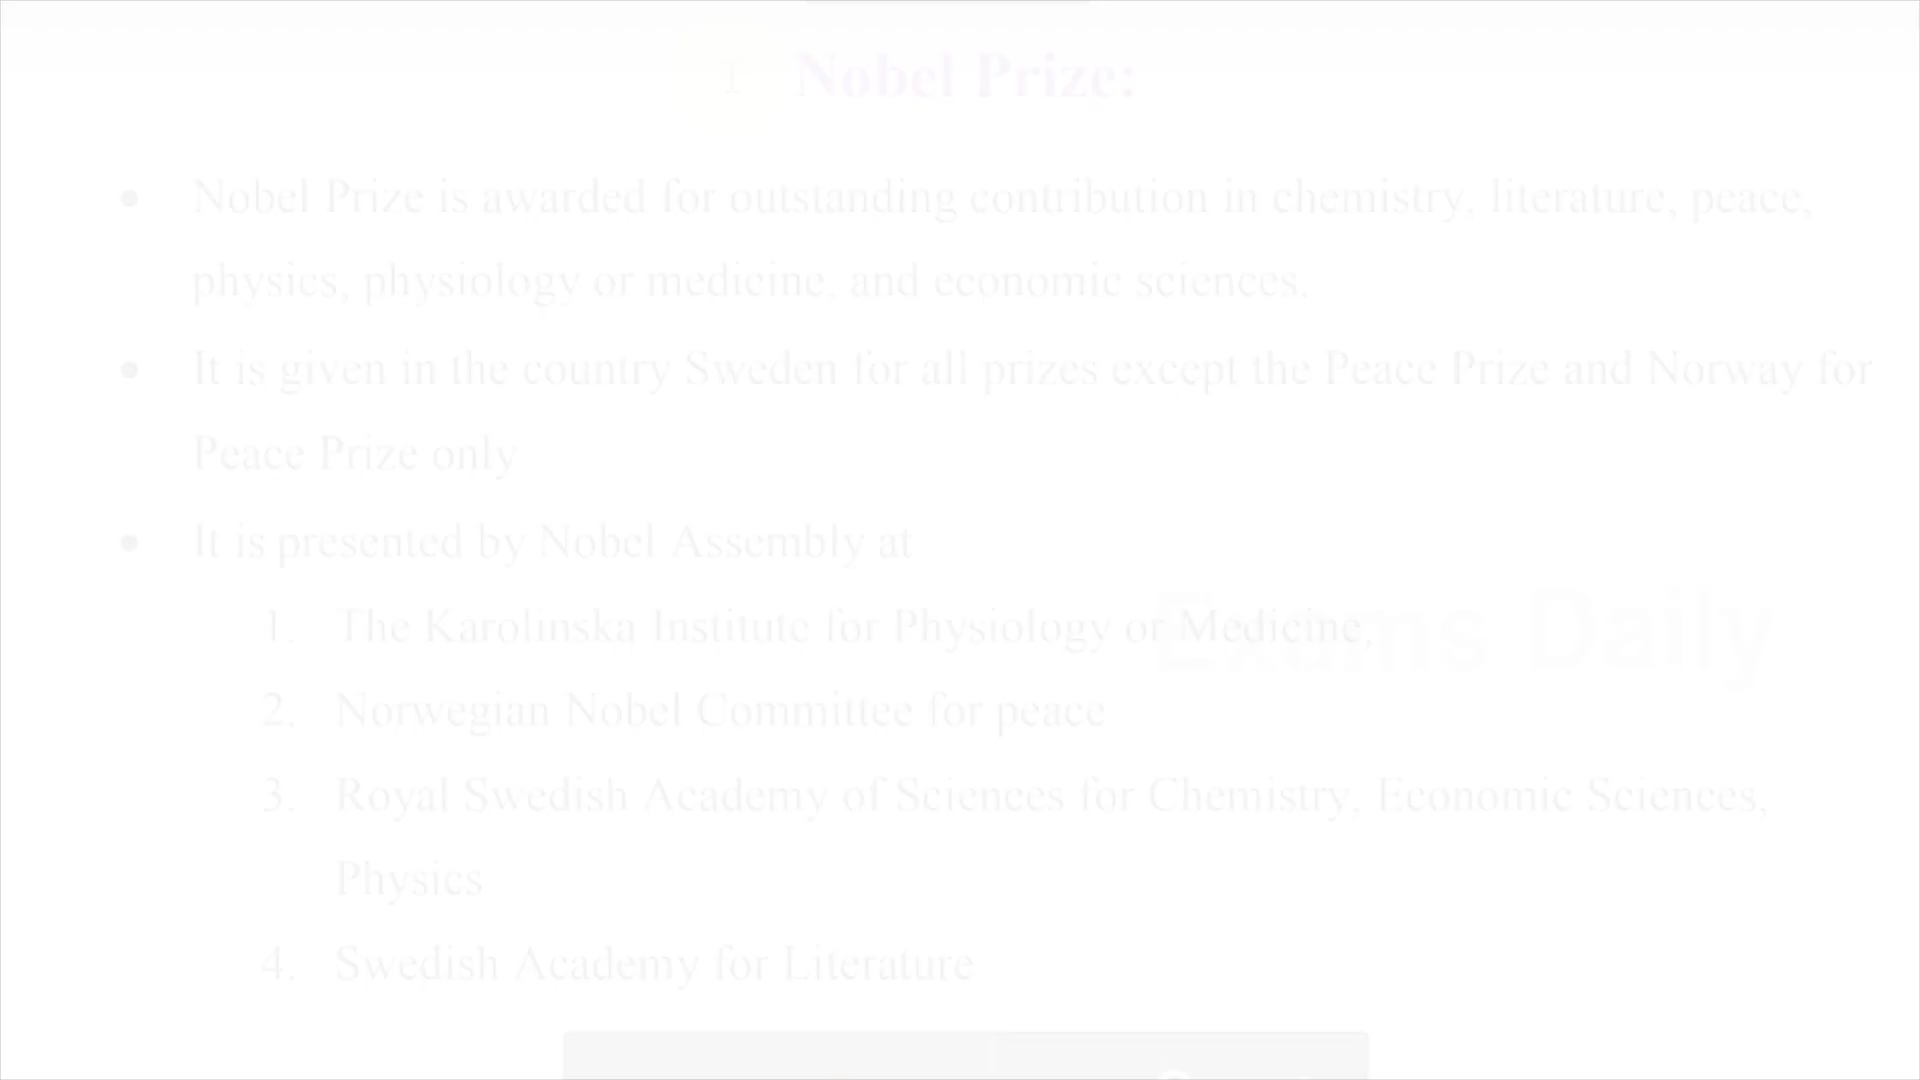 Nobel Prize:
• Nobel Prize is awarded for outstanding contribution in chemistry, literature, peace,
physics, physiology or medicine, and economic sciences.
• It is given in the country Sweden for all prizes except the Peace Prize and Norway for
Peace Prize only
• It is presented by Nobel Assembly at
1. The Karolinska Institute for Physiology or Medicine,
Exams Daily
2. Norwegian Nobel Committee for peace
3. Royal Swedish Academy of Sciences for Chemistry, Economic Sciences,
Physics
4. Swedish Academy for Literature